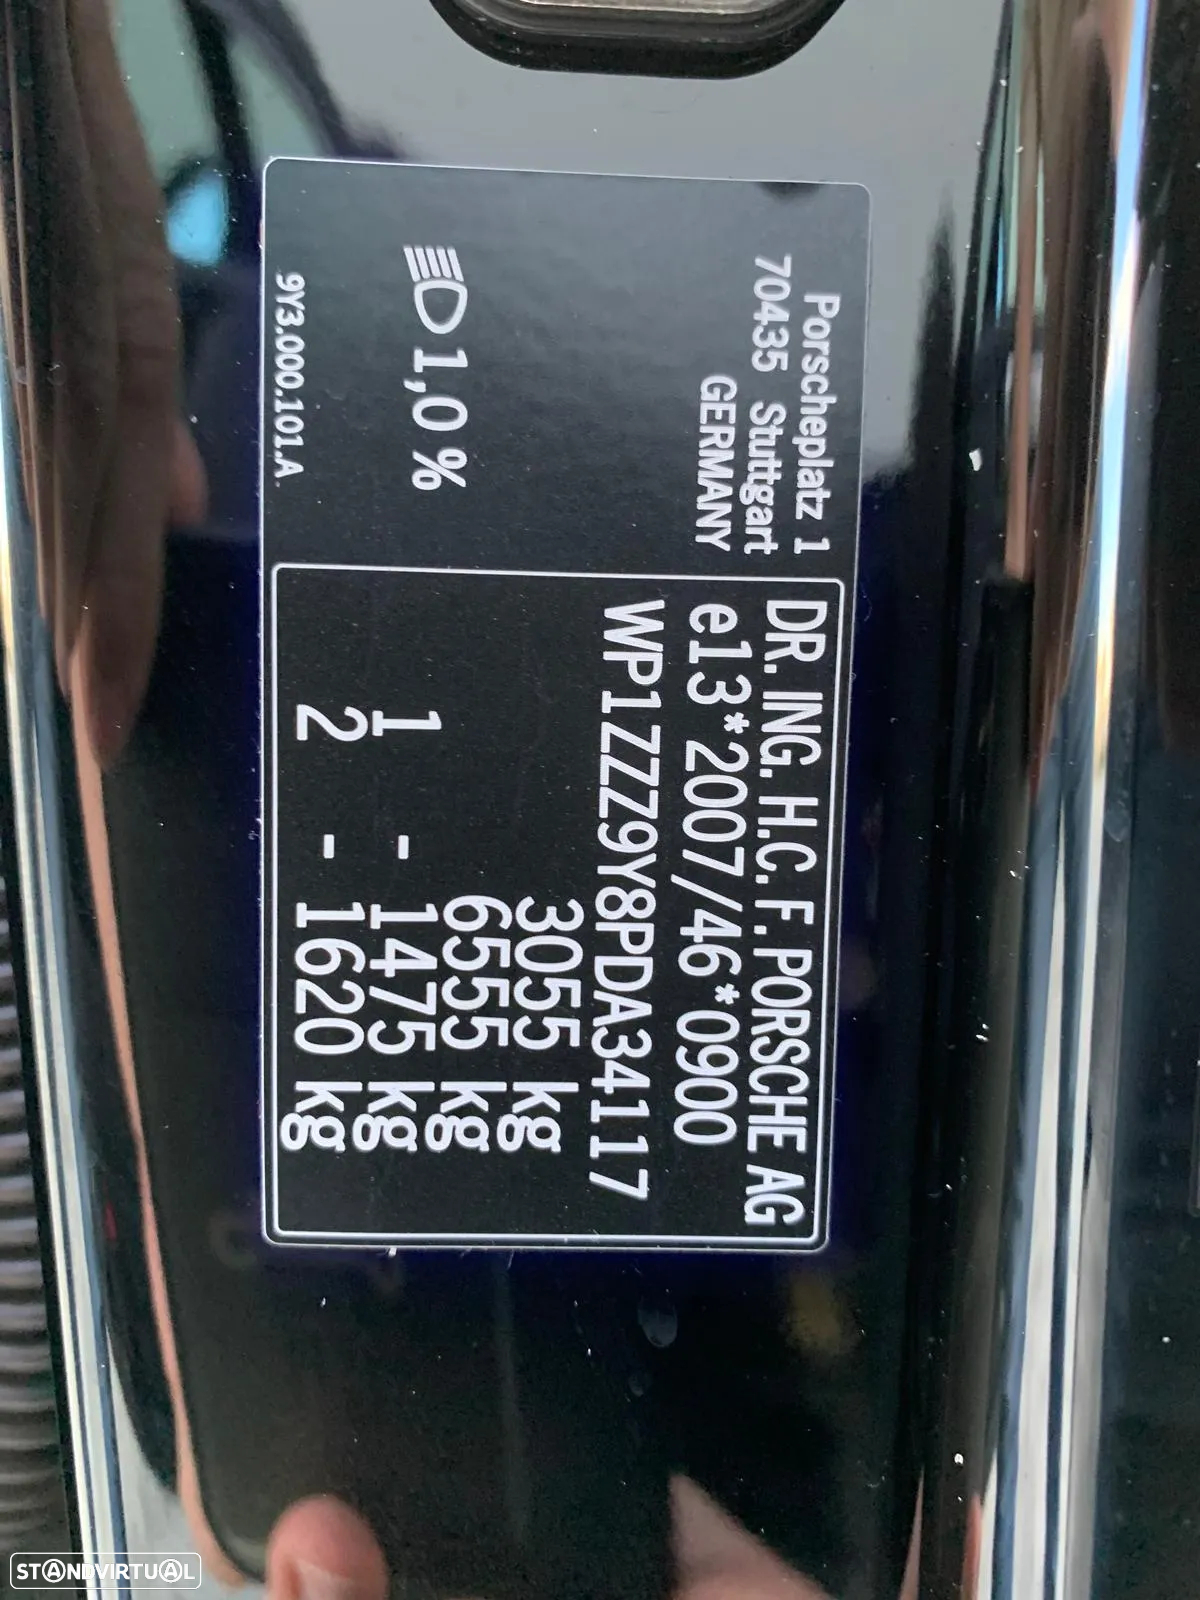 Porscheplatz 1
70435 Stuttgart
GERMANY
1,0 %
9Y3.000.101.A
DR. ING. H.C. F. PORSCHE AG
e13*2007/46*0900
WP1ZZZ9Y8PDA34117
3055 kg
6555 kg
1 - 1475 kg
2 - 1620 kg
STANDVIRTUAL